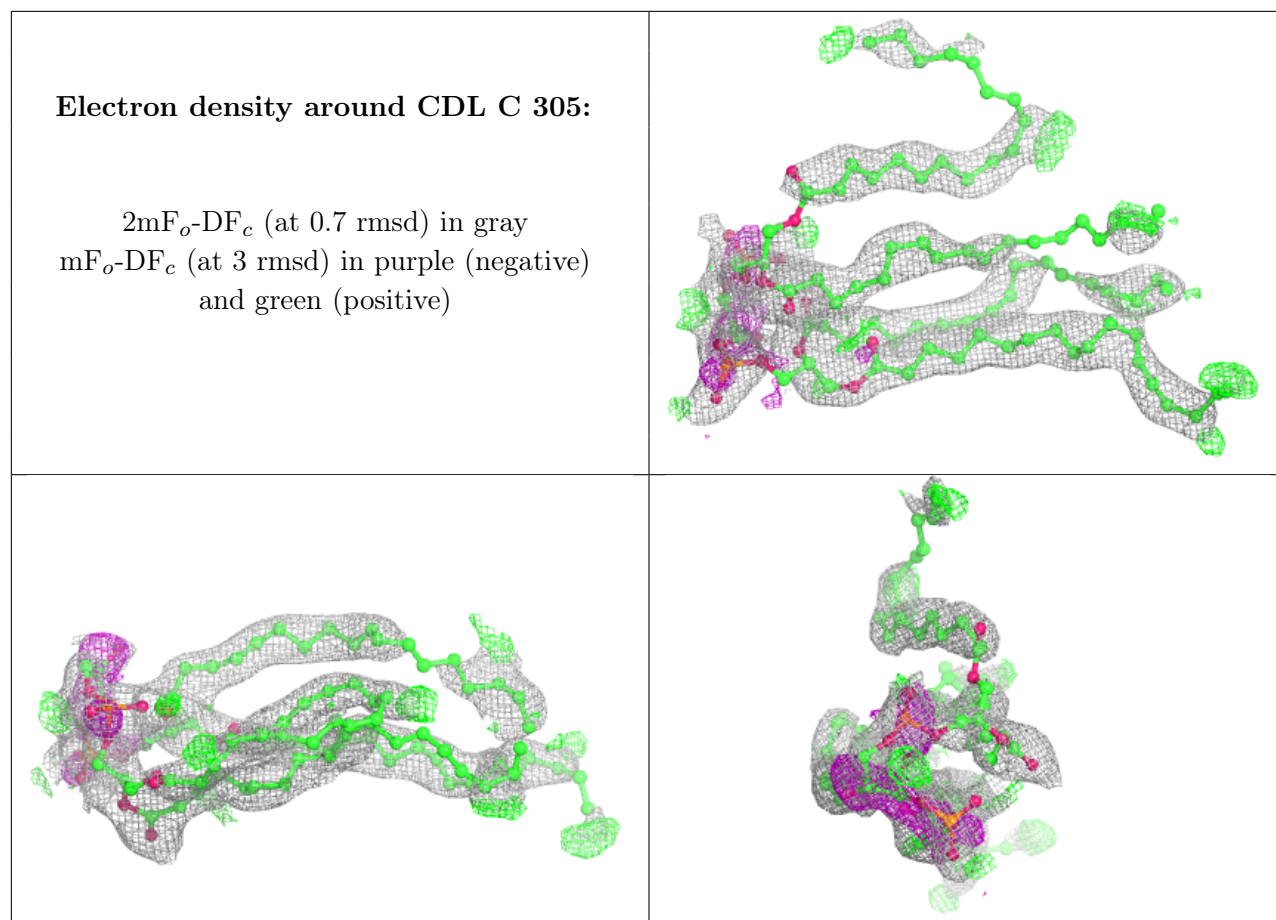 Electron density around CDL C 305:
2mFₒ-DF𝒸 (at 0.7 rmsd) in gray
mFₒ-DF𝒸 (at 3 rmsd) in purple (negative)
and green (positive)